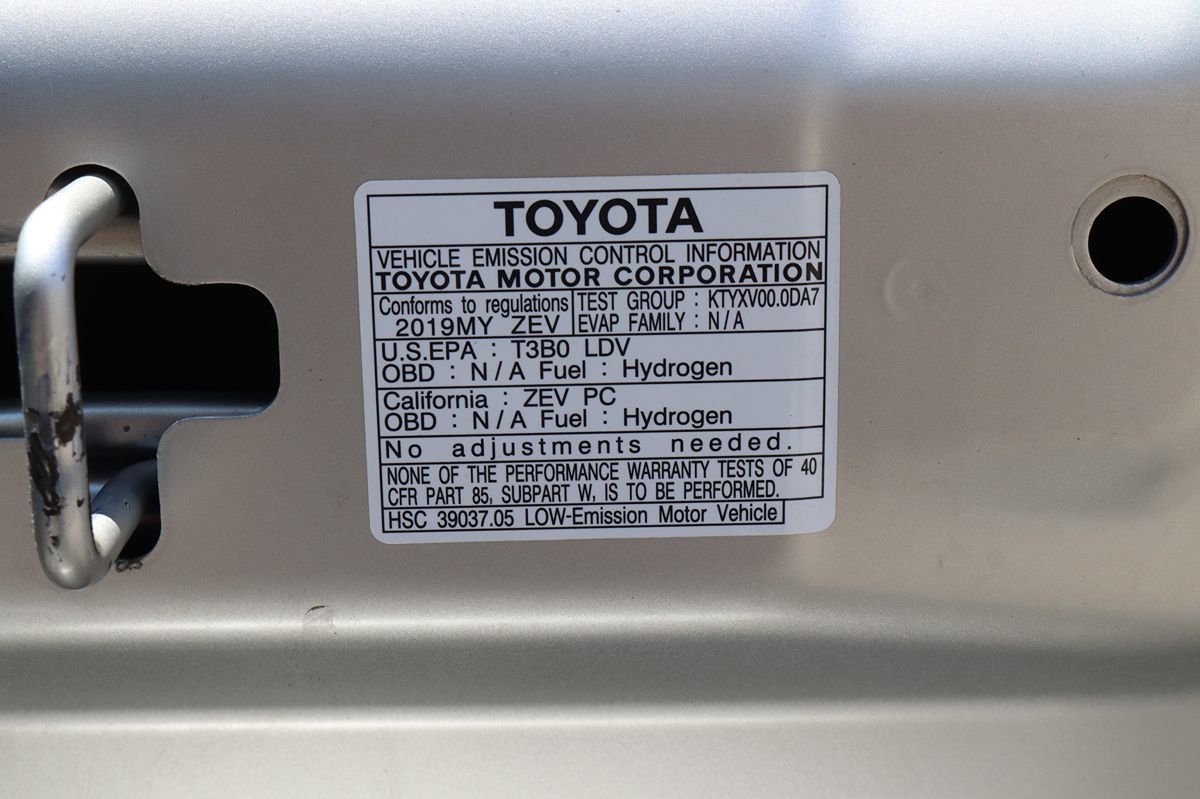 TOYOTA
VEHICLE EMISSION CONTROL INFORMATION
TOYOTA MOTOR CORPORATION
Conforms to regulations
2019MY ZEV
TEST GROUP : KTYXV00.0DA7
EVAP FAMILY : N/A
U.S.EPA : T3B0 LDV
OBD : N/A Fuel : Hydrogen
California : ZEV PC
OBD : N/A Fuel : Hydrogen
No adjustments needed.
NONE OF THE PERFORMANCE WARRANTY TESTS OF 40
CFR PART 85, SUBPART W, IS TO BE PERFORMED.
HSC 39037.05 LOW-Emission Motor Vehicle